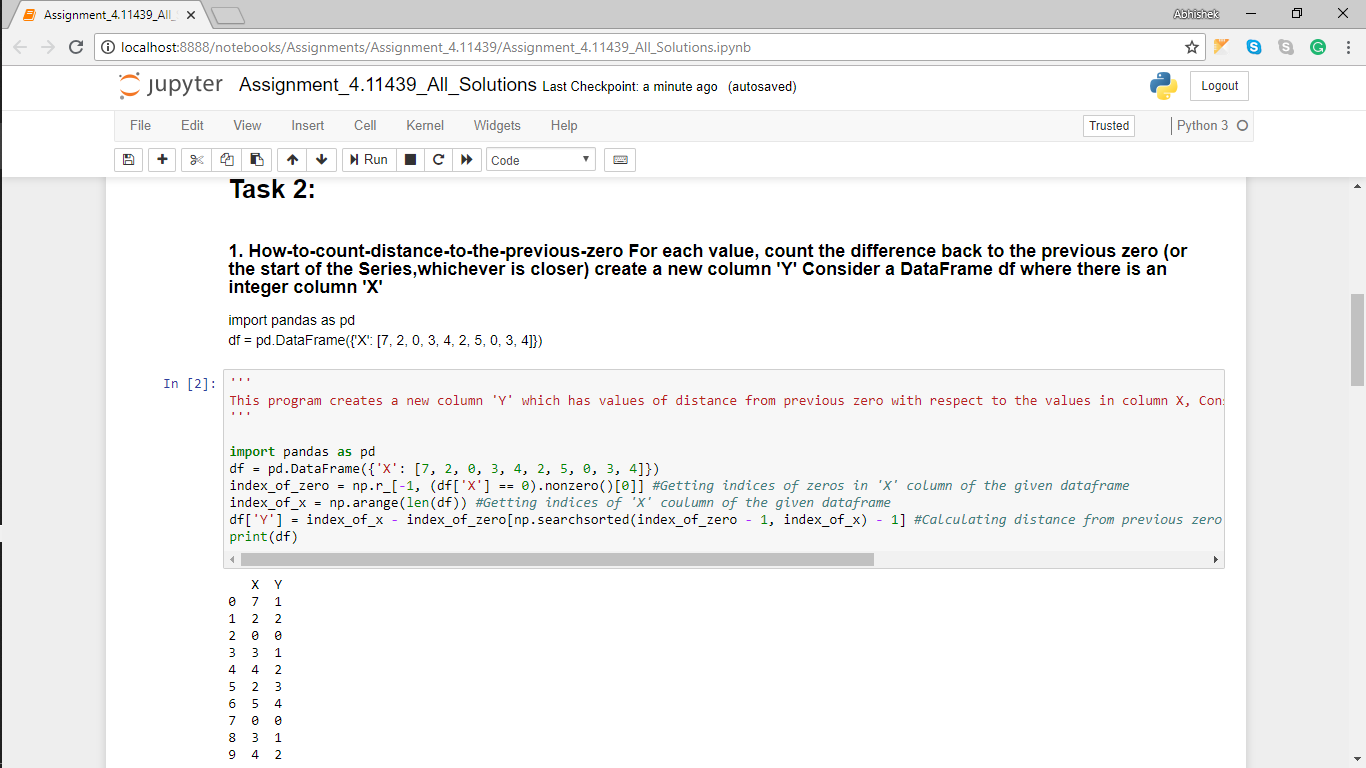 Assignment_4.11439_All_
Abhishek
localhost:8888/notebooks/Assignments/Assignment_4.11439/Assignment_4.11439_All_Solutions.ipynb
jupyter Assignment_4.11439_All_Solutions Last Checkpoint: a minute ago (autosaved)
Logout
File Edit View Insert Cell Kernel Widgets Help
Trusted
Python 3
Run
Code
Task 2:
1. How-to-count-distance-to-the-previous-zero For each value, count the difference back to the previous zero (or
the start of the Series,whichever is closer) create a new column 'Y' Consider a DataFrame df where there is an
integer column 'X'
import pandas as pd
df = pd.DataFrame({'X': [7, 2, 0, 3, 4, 2, 5, 0, 3, 4]})
In [2]:
'''
This program creates a new column 'Y' which has values of distance from previous zero with respect to the values in column X,
'''
import pandas as pd
df = pd.DataFrame({'X': [7, 2, 0, 3, 4, 2, 5, 0, 3, 4]})
index_of_zero = np.r_[-1, (df['X'] == 0).nonzero()[0]] #Getting indices of zeros in 'X' column of the given dataframe
index_of_x = np.arange(len(df)) #Getting indices of 'X' coulumn of the given dataframe
df['Y'] = index_of_x - index_of_zero[np.searchsorted(index_of_zero - 1, index_of_x) - 1] #Calculating distance from previous zero
print(df)
X Y
0 7 1
1 2 2
2 0 0
3 3 1
4 4 2
5 2 3
6 5 4
7 0 0
8 3 1
9 4 2